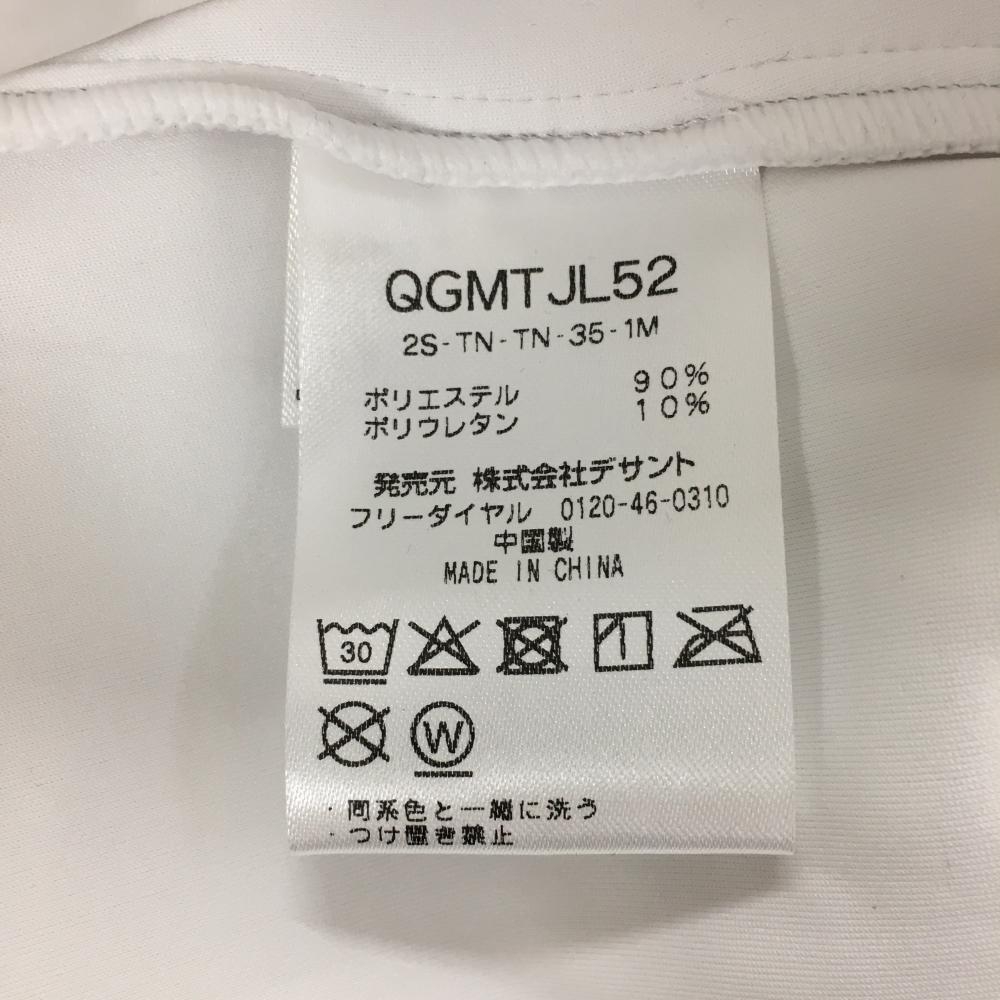 QGMTJL52
2S-TN-TN-35-1M
ポリエステル 90%
ポリウレタン 10%
発売元 株式会社デサント
フリーダイヤル 0120-46-0310
中国製
MADE IN CHINA
30
W
・同系色と一緒に洗う
・つけ置き禁止